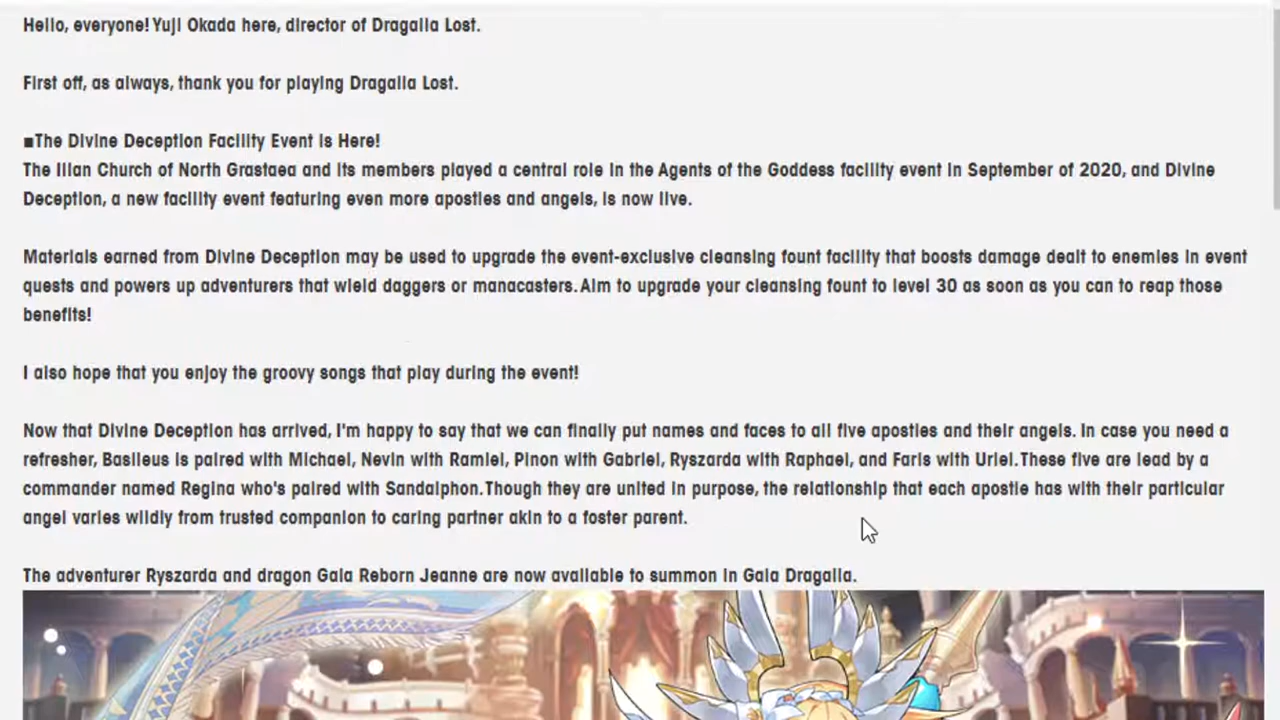 Hello, everyone! Yuji Okada here, director of Dragalia Lost.
First off, as always, thank you for playing Dragalia Lost.
■The Divine Deception Facility Event is Here!
The Ilian Church of North Grastaea and its members played a central role in the Agents of the Goddess facility event in September of 2020, and Divine
Deception, a new facility event featuring even more apostles and angels, is now live.
Materials earned from Divine Deception may be used to upgrade the event-exclusive cleansing fount facility that boosts damage dealt to enemies in event
quests and powers up adventurers that wield daggers or manacasters. Aim to upgrade your cleansing fount to level 30 as soon as you can to reap those
benefits!
I also hope that you enjoy the groovy songs that play during the event!
Now that Divine Deception has arrived, I'm happy to say that we can finally put names and faces to all five apostles and their angels. In case you need a
refresher, Basileus is paired with Michael, Nevin with Ramiel, Pinon with Gabriel, Ryszarda with Raphael, and Faris with Uriel. These five are lead by a
commander named Regina who's paired with Sandalphon. Though they are united in purpose, the relationship that each apostle has with their particular
angel varies wildly from trusted companion to caring partner akin to a foster parent.
The adventurer Ryszarda and dragon Gala Reborn Jeanne are now available to summon in Gala Dragalia.